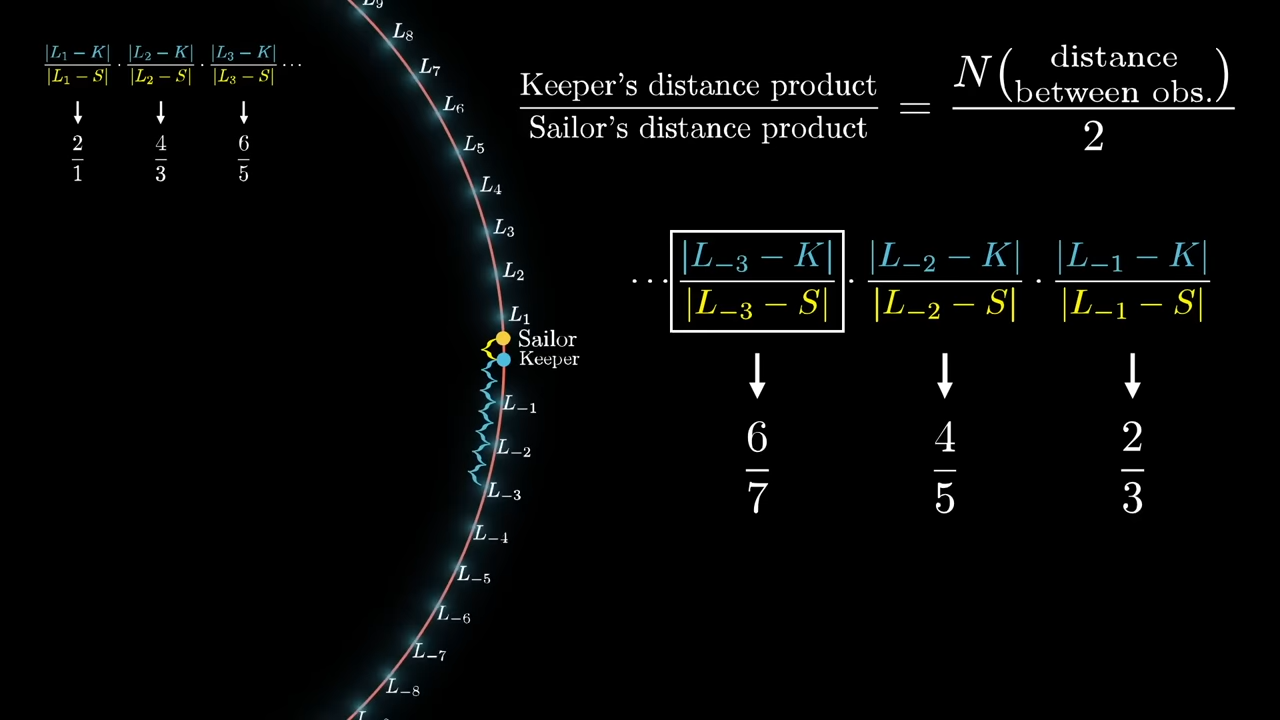 |L₁ − K| / |L₁ − S| · |L₂ − K| / |L₂ − S| · |L₃ − K| / |L₃ − S| ⋯
2/1 4/3 6/5
Keeper's distance product / Sailor's distance product = N(distance between obs.) / 2
⋯ |L₋₃ − K| / |L₋₃ − S| · |L₋₂ − K| / |L₋₂ − S| · |L₋₁ − K| / |L₋₁ − S|
6/7 4/5 2/3
L₉
L₈
L₇
L₆
L₅
L₄
L₃
L₂
L₁
Sailor
Keeper
L₋₁
L₋₂
L₋₃
L₋₄
L₋₅
L₋₆
L₋₇
L₋₈